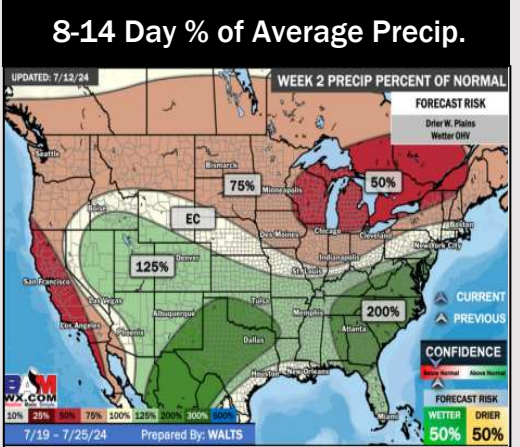 8-14 Day % of Average Precip.
UPDATED: 7/12/24
WEEK 2 PRECIP PERCENT OF NORMAL
FORECAST RISK
Drier W. Plains
Wetter OHV
Seattle
Bismarck
75%
Minneapolis
50%
Boise
EC
Des Moines
Chicago
Cleveland
Boston
New York City
Indianapolis
Denver
125%
St. Louis
San Francisco
Las Vegas
CURRENT
Albuquerque
Tulsa
Memphis
200%
PREVIOUS
Los Angeles
Phoenix
Dallas
Atlanta
CONFIDENCE
Below Normal Above Normal
Houston
New Orleans
BAM
WX.COM
Miami
FORECAST RISK
10% 25% 50% 75% 100% 125% 200% 300% 500%
WETTER DRIER
50% 50%
7/19 - 7/25/24 Prepared By: WALTS